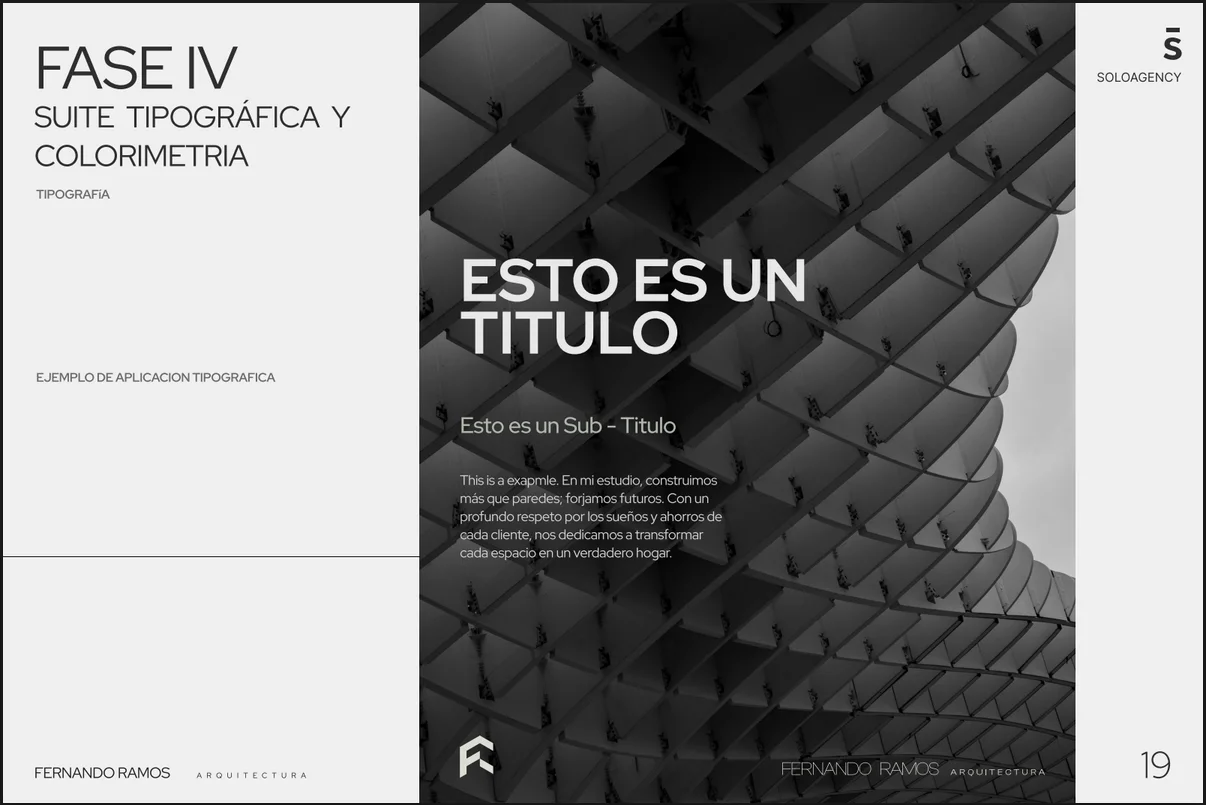 FASE IV
SUITE TIPOGRÁFICA Y
COLORIMETRIA
TIPOGRAFíA
EJEMPLO DE APLICACION TIPOGRAFICA
FERNANDO RAMOS ARQUITECTURA
ESTO ES UN
TITULO
Esto es un Sub - Titulo
This is a exapmle. En mi estudio, construimos
más que paredes; forjamos futuros. Con un
profundo respeto por los sueños y ahorros de
cada cliente, nos dedicamos a transformar
cada espacio en un verdadero hogar.
FERNANDO RAMOS ARQUITECTURA
S
SOLOAGENCY
19